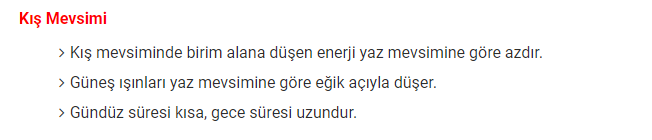 Kış Mevsimi
> Kış mevsiminde birim alana düşen enerji yaz mevsimine göre azdır.
> Güneş ışınları yaz mevsimine göre eğik açıyla düşer.
> Gündüz süresi kısa, gece süresi uzundur.